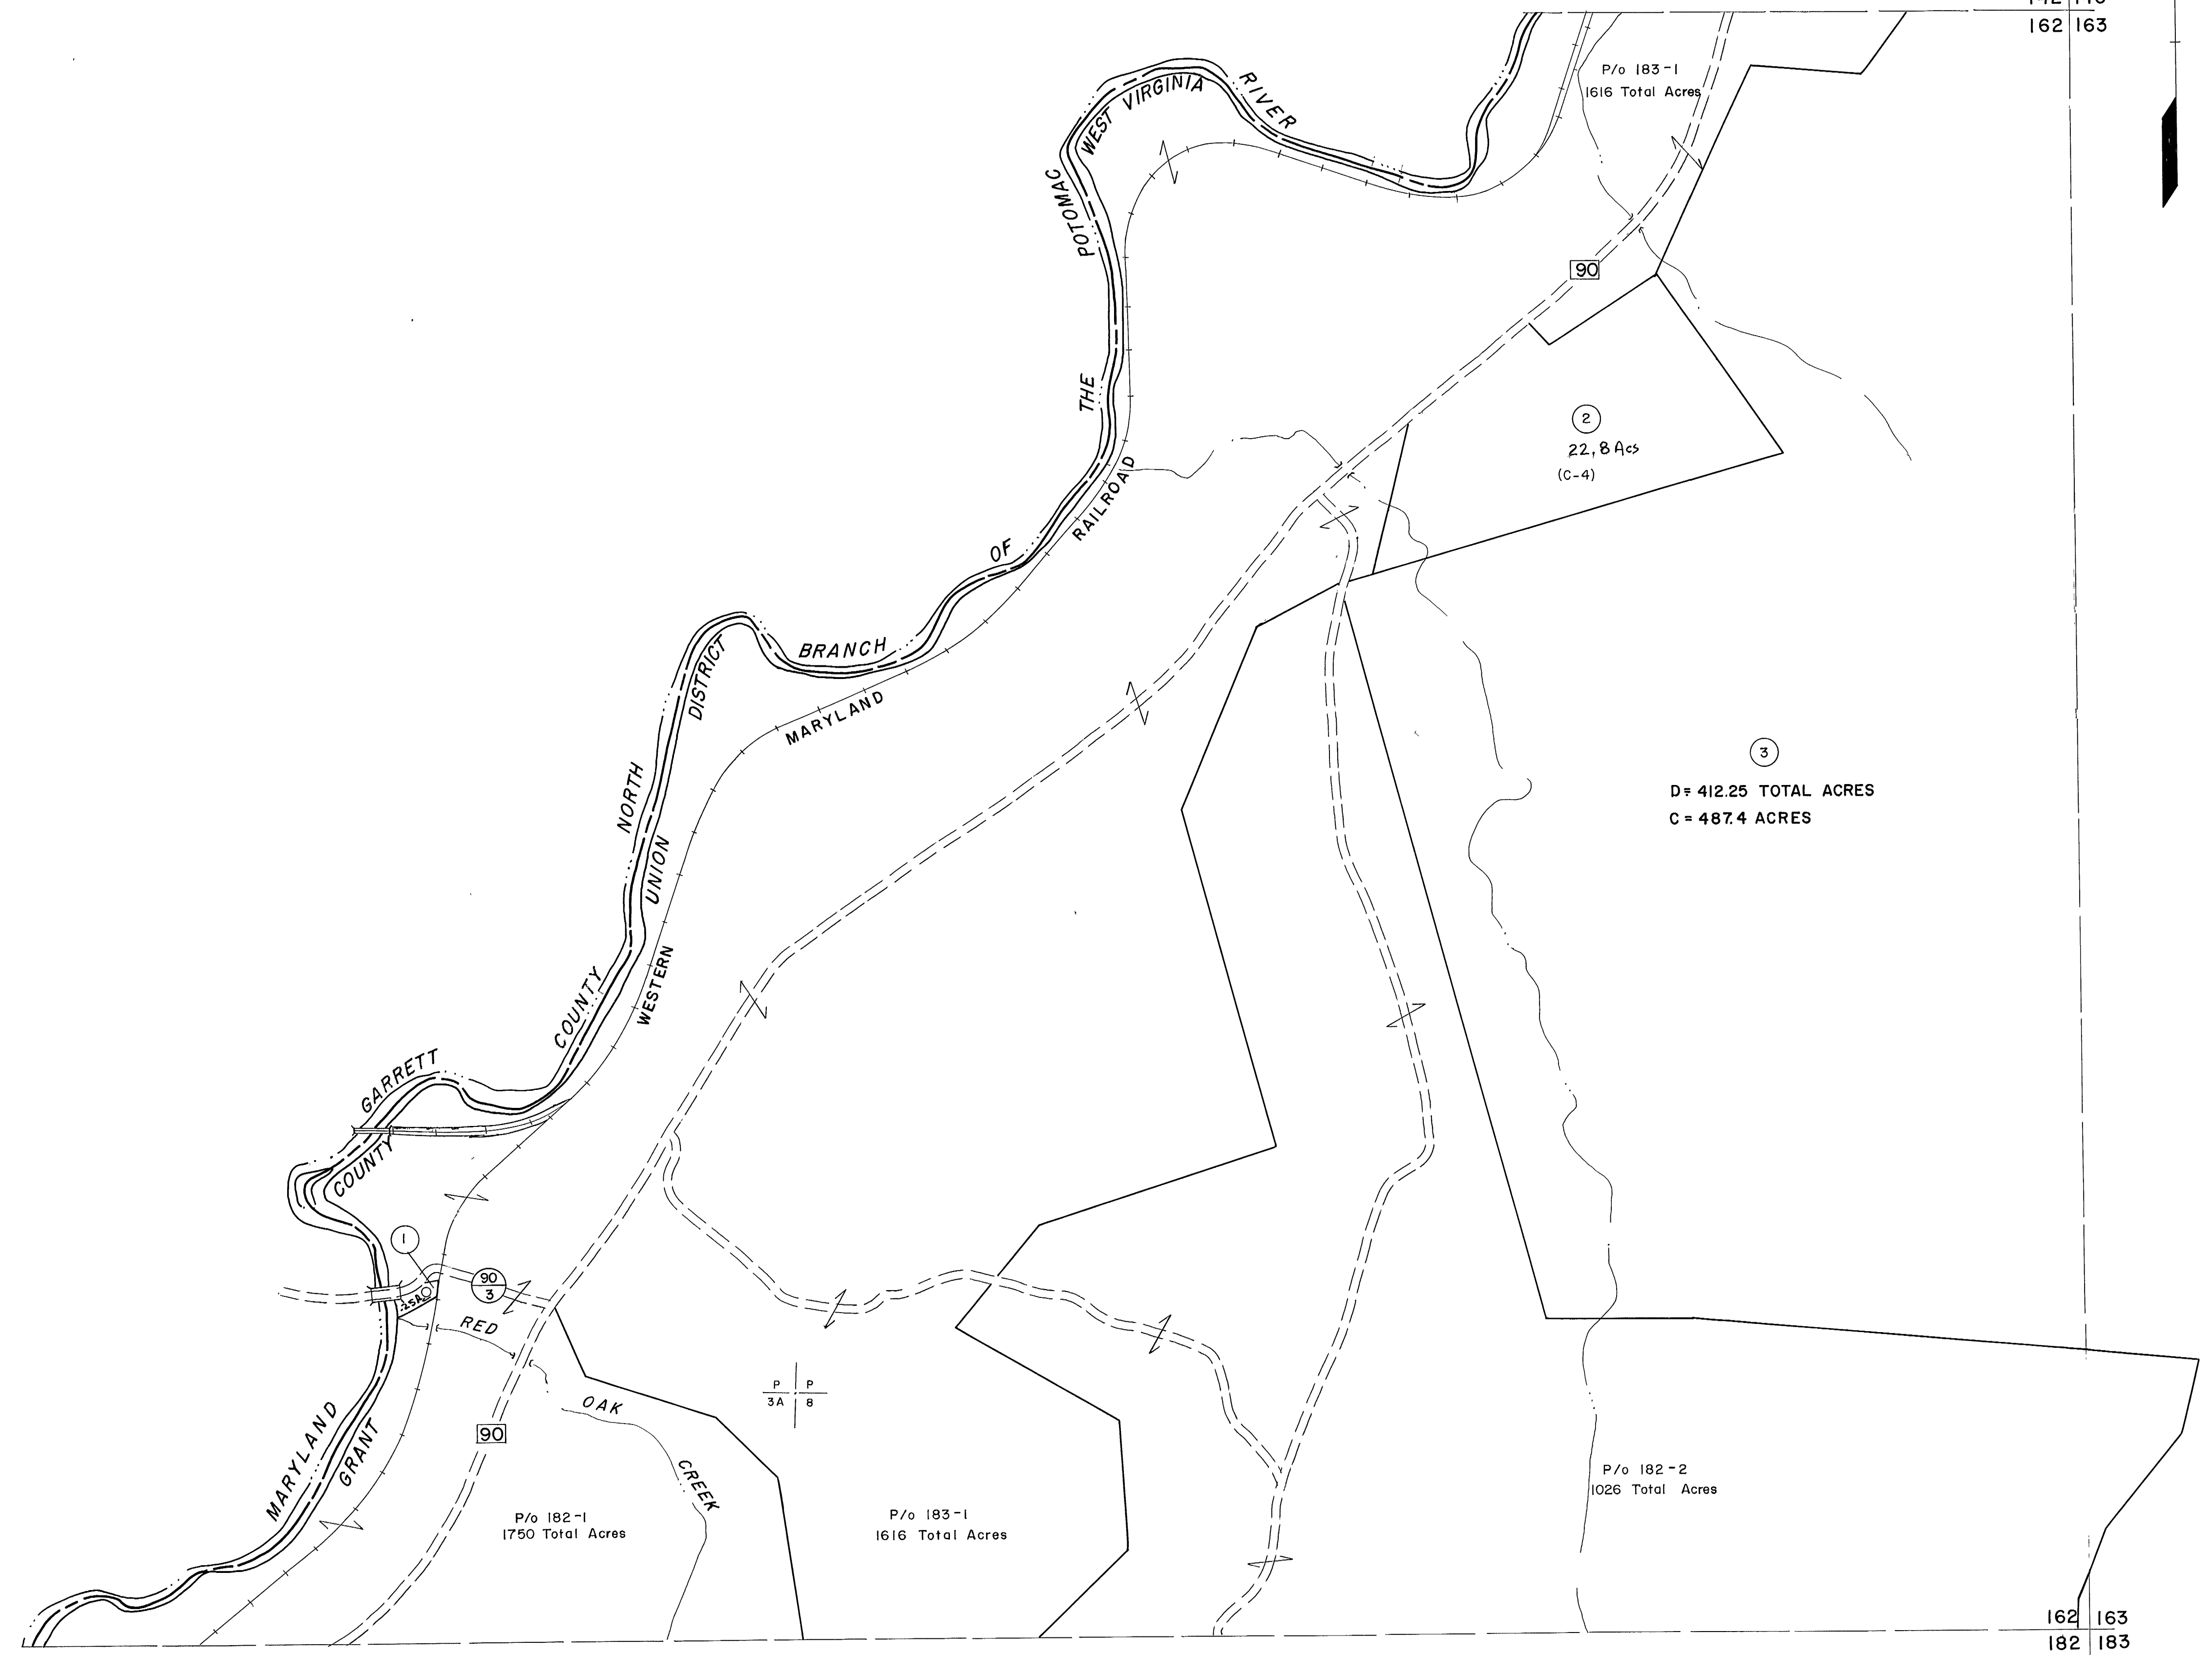 162 163
P/o 183-1
1616 Total Acres
WEST VIRGINIA
RIVER
POTOMAC
90
THE
2
22,8 Acs
(C-4)
RAILROAD
OF
BRANCH
DISTRICT
MARYLAND
3
D= 412.25 TOTAL ACRES
C = 487.4 ACRES
NORTH
UNION
WESTERN
COUNTY
GARRETT
COUNTY
1
90
3
RED
P P
3A 8
OAK
90
MARYLAND
GRANT
CREEK
P/o 182-2
1026 Total Acres
P/o 182-1
1750 Total Acres
P/o 183-1
1616 Total Acres
162 163
182 183